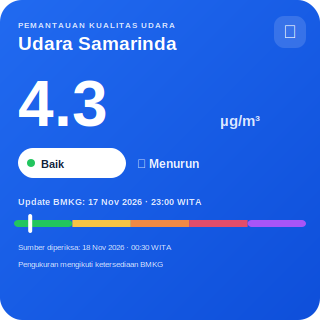 PEMANTAUAN KUALITAS UDARA
Udara Samarinda
4.3
µg/m³
Baik
Menurun
Update BMKG: 17 Nov 2026 · 23:00 WITA
Sumber diperiksa: 18 Nov 2026 · 00:30 WITA
Pengukuran mengikuti ketersediaan BMKG